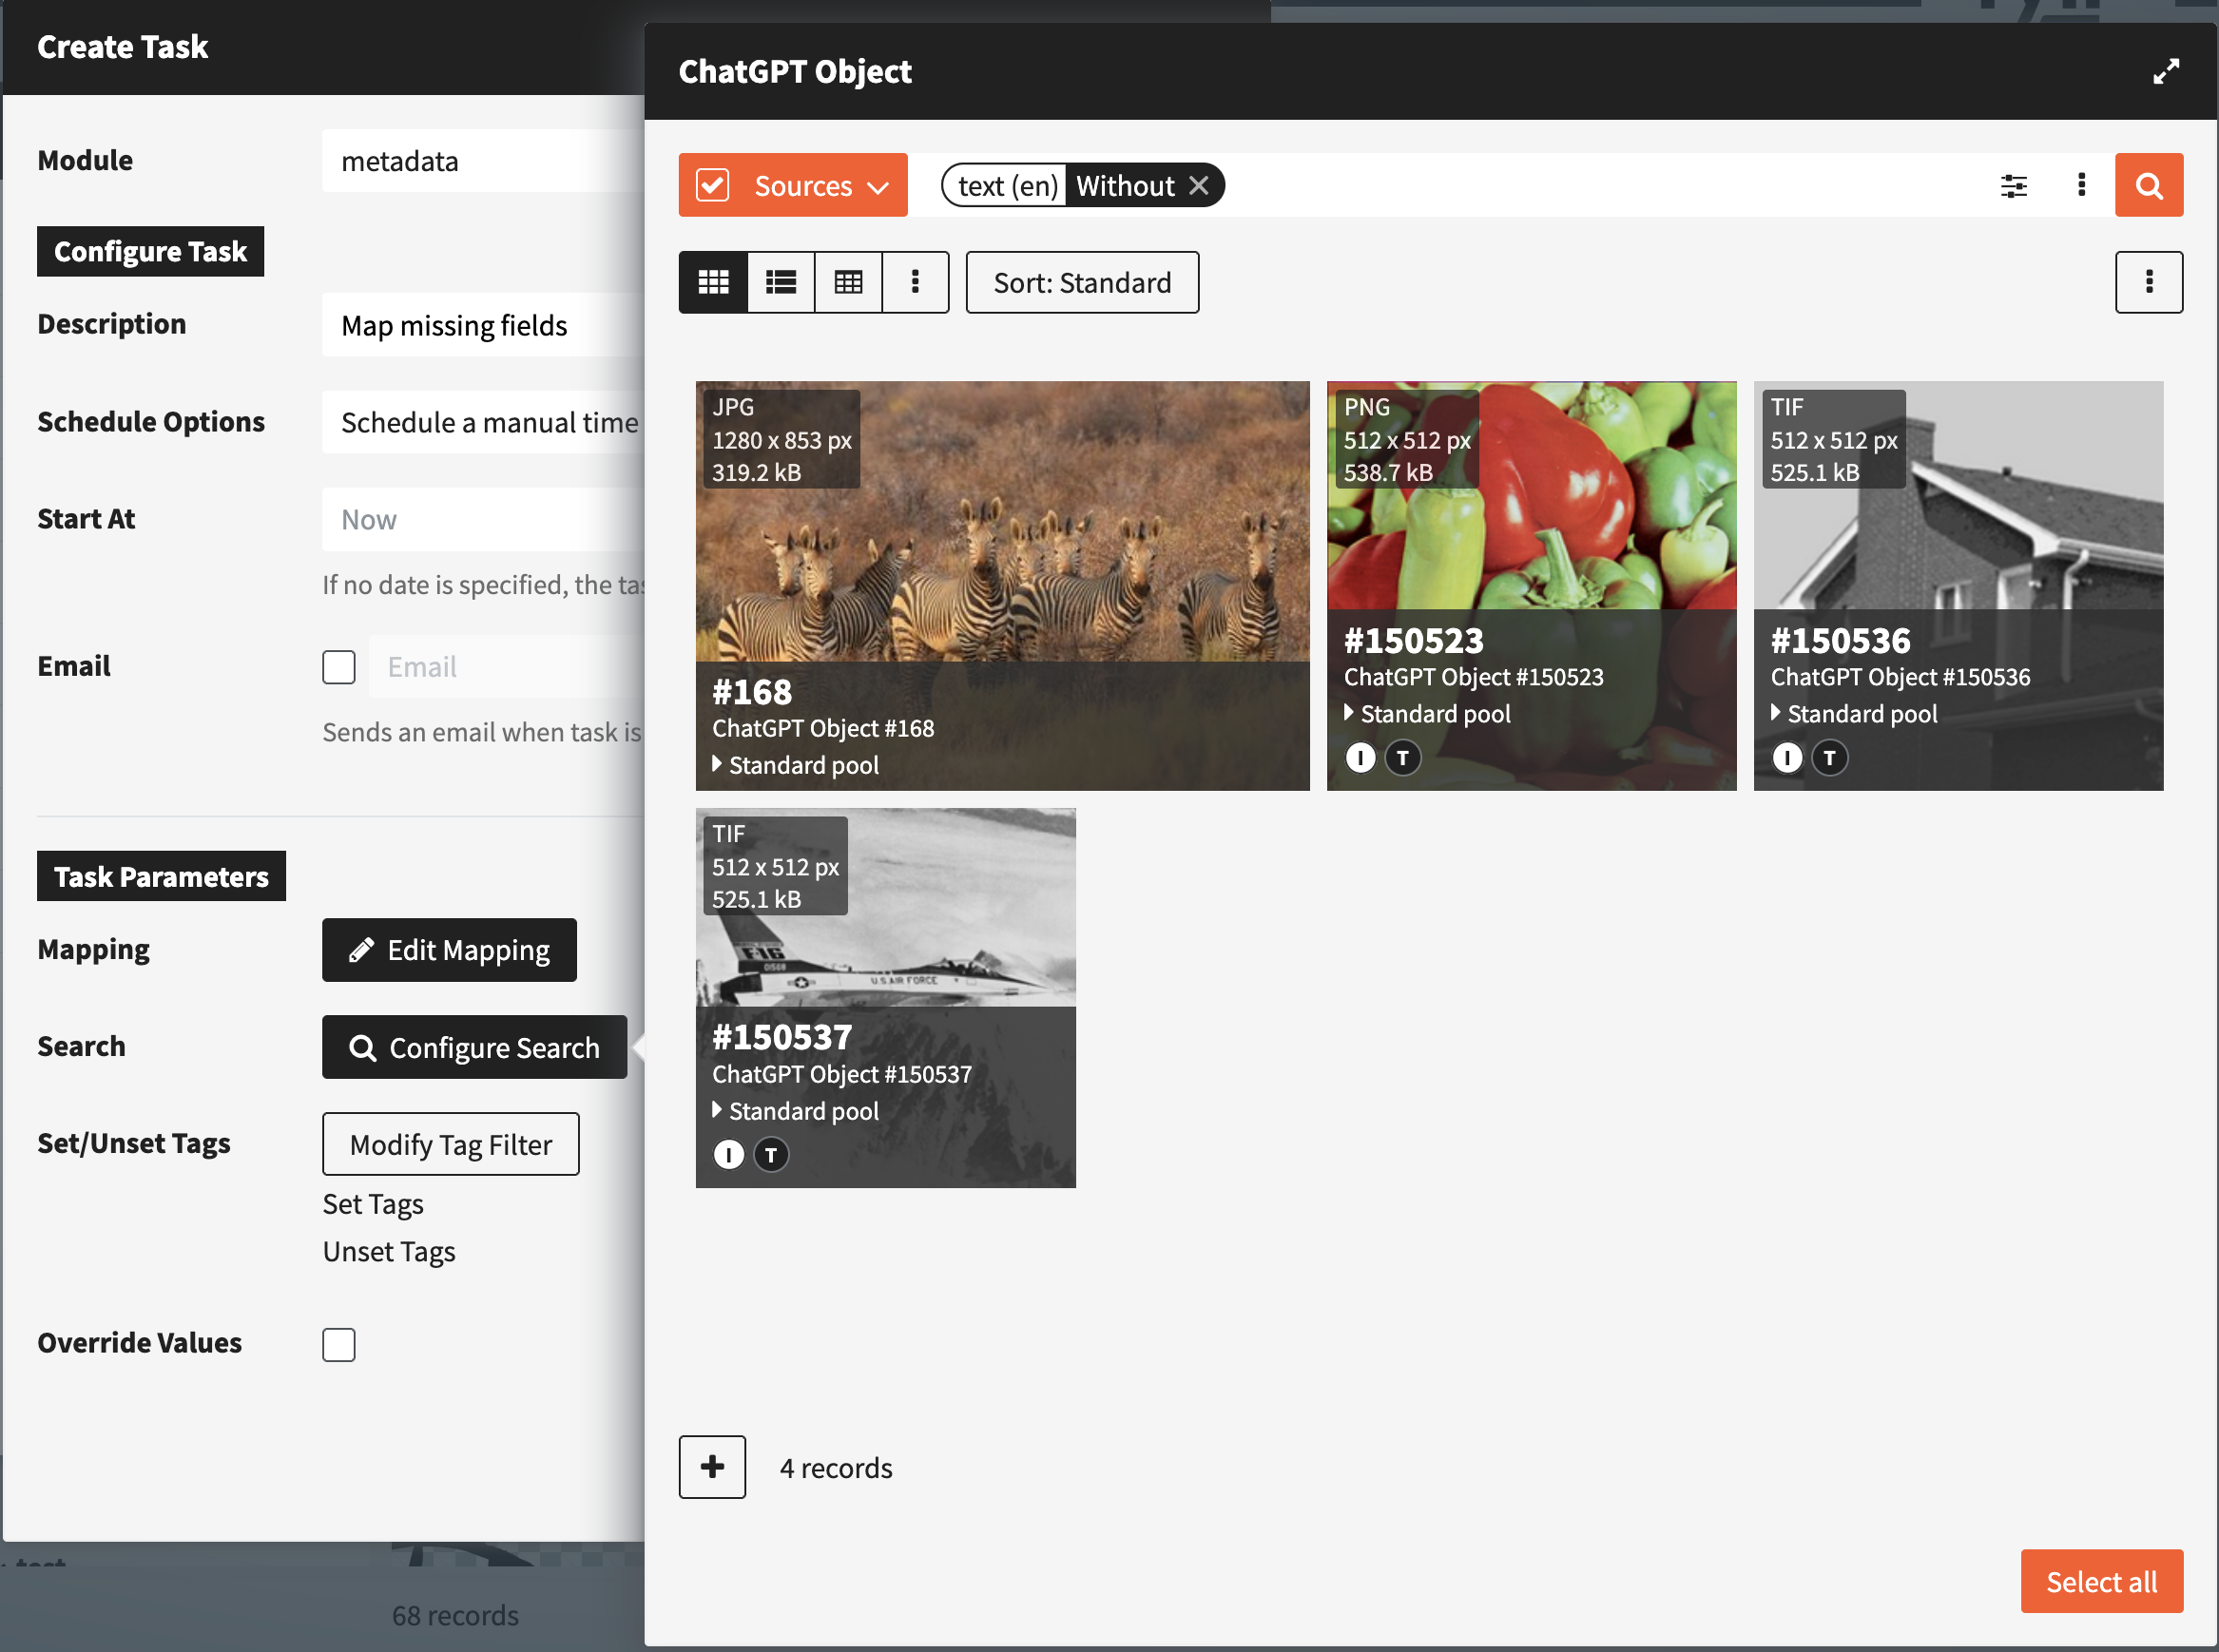 Create Task
Module
metadata
Configure Task
Description
Map missing fields
Schedule Options
Schedule a manual time
Start At
Now
If no date is specified, the
Email
Email
Sends an email when task is
Task Parameters
Mapping
Edit Mapping
Search
Configure Search
Set/Unset Tags
Modify Tag Filter
Set Tags
Unset Tags
Override Values
68 records
ChatGPT Object
Sources
text (en) Without
Sort: Standard
JPG
1280 x 853 px
319.2 kB
#168
ChatGPT Object #168
Standard pool
PNG
512 x 512 px
538.7 kB
#150523
ChatGPT Object #150523
Standard pool
I T
TIF
512 x 512 px
525.1 kB
#150536
ChatGPT Object #150536
Standard pool
I T
TIF
512 x 512 px
525.1 kB
F16
01568
U.S. AIR FORCE
#150537
ChatGPT Object #150537
Standard pool
I T
4 records
Select all